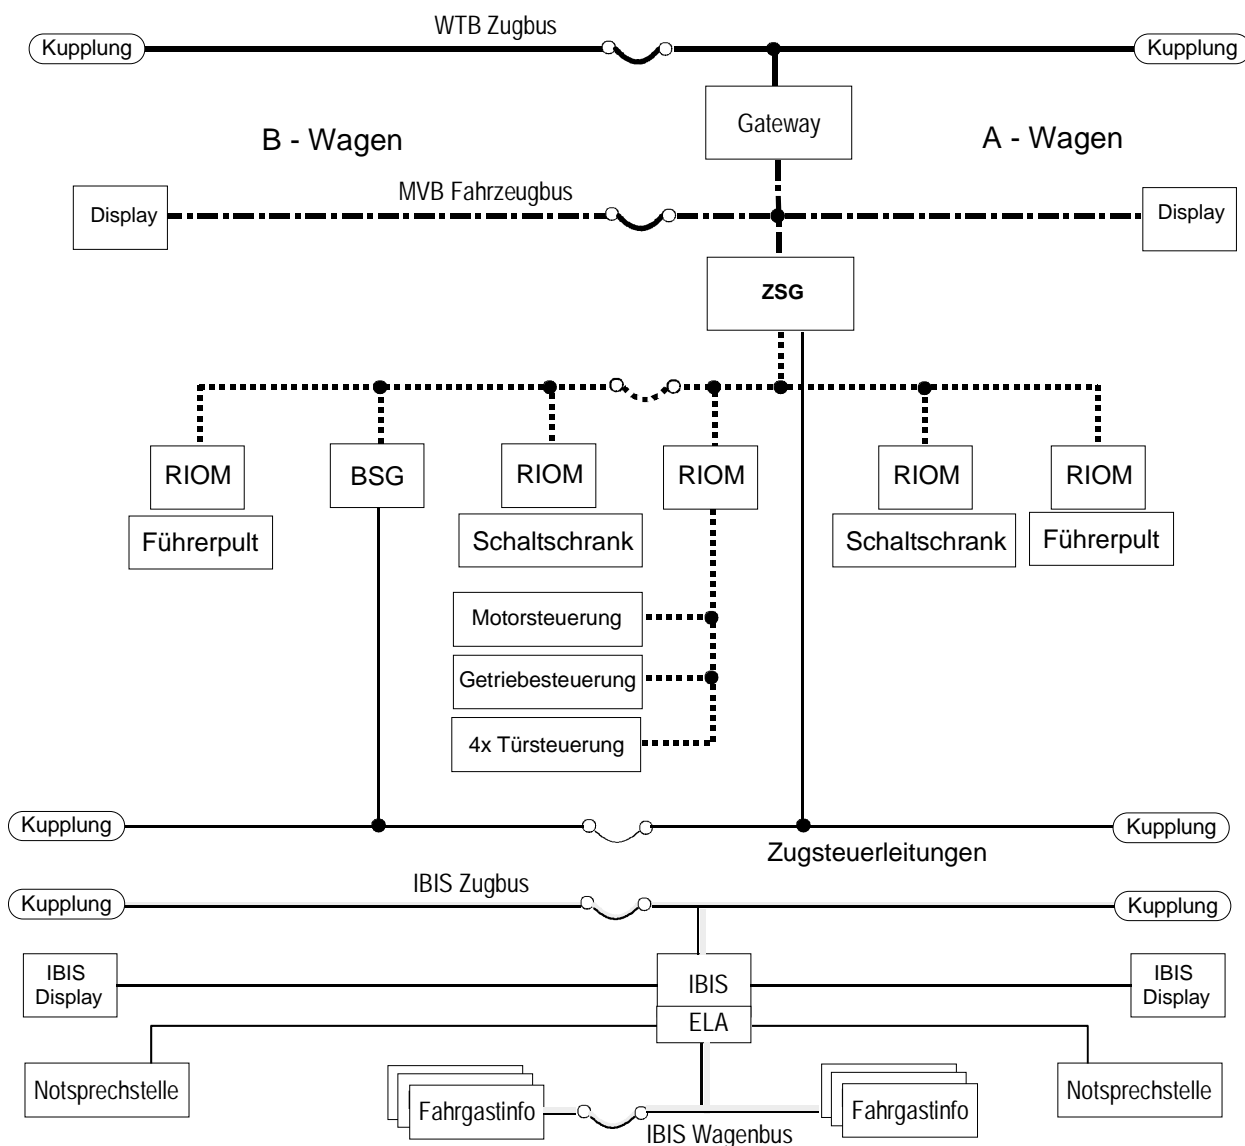 WTB Zugbus
Kupplung
Kupplung
Gateway
B - Wagen
A - Wagen
MVB Fahrzeugbus
Display
Display
ZSG
RIOM
BSG
RIOM
RIOM
RIOM
RIOM
Führerpult
Schaltschrank
Schaltschrank
Führerpult
Motorsteuerung
Getriebesteuerung
4x Türsteuerung
Kupplung
Kupplung
Zugsteuerleitungen
IBIS Zugbus
Kupplung
Kupplung
IBIS
Display
IBIS
IBIS
Display
ELA
Notsprechstelle
Notsprechstelle
Fahrgastinfo
Fahrgastinfo
IBIS Wagenbus